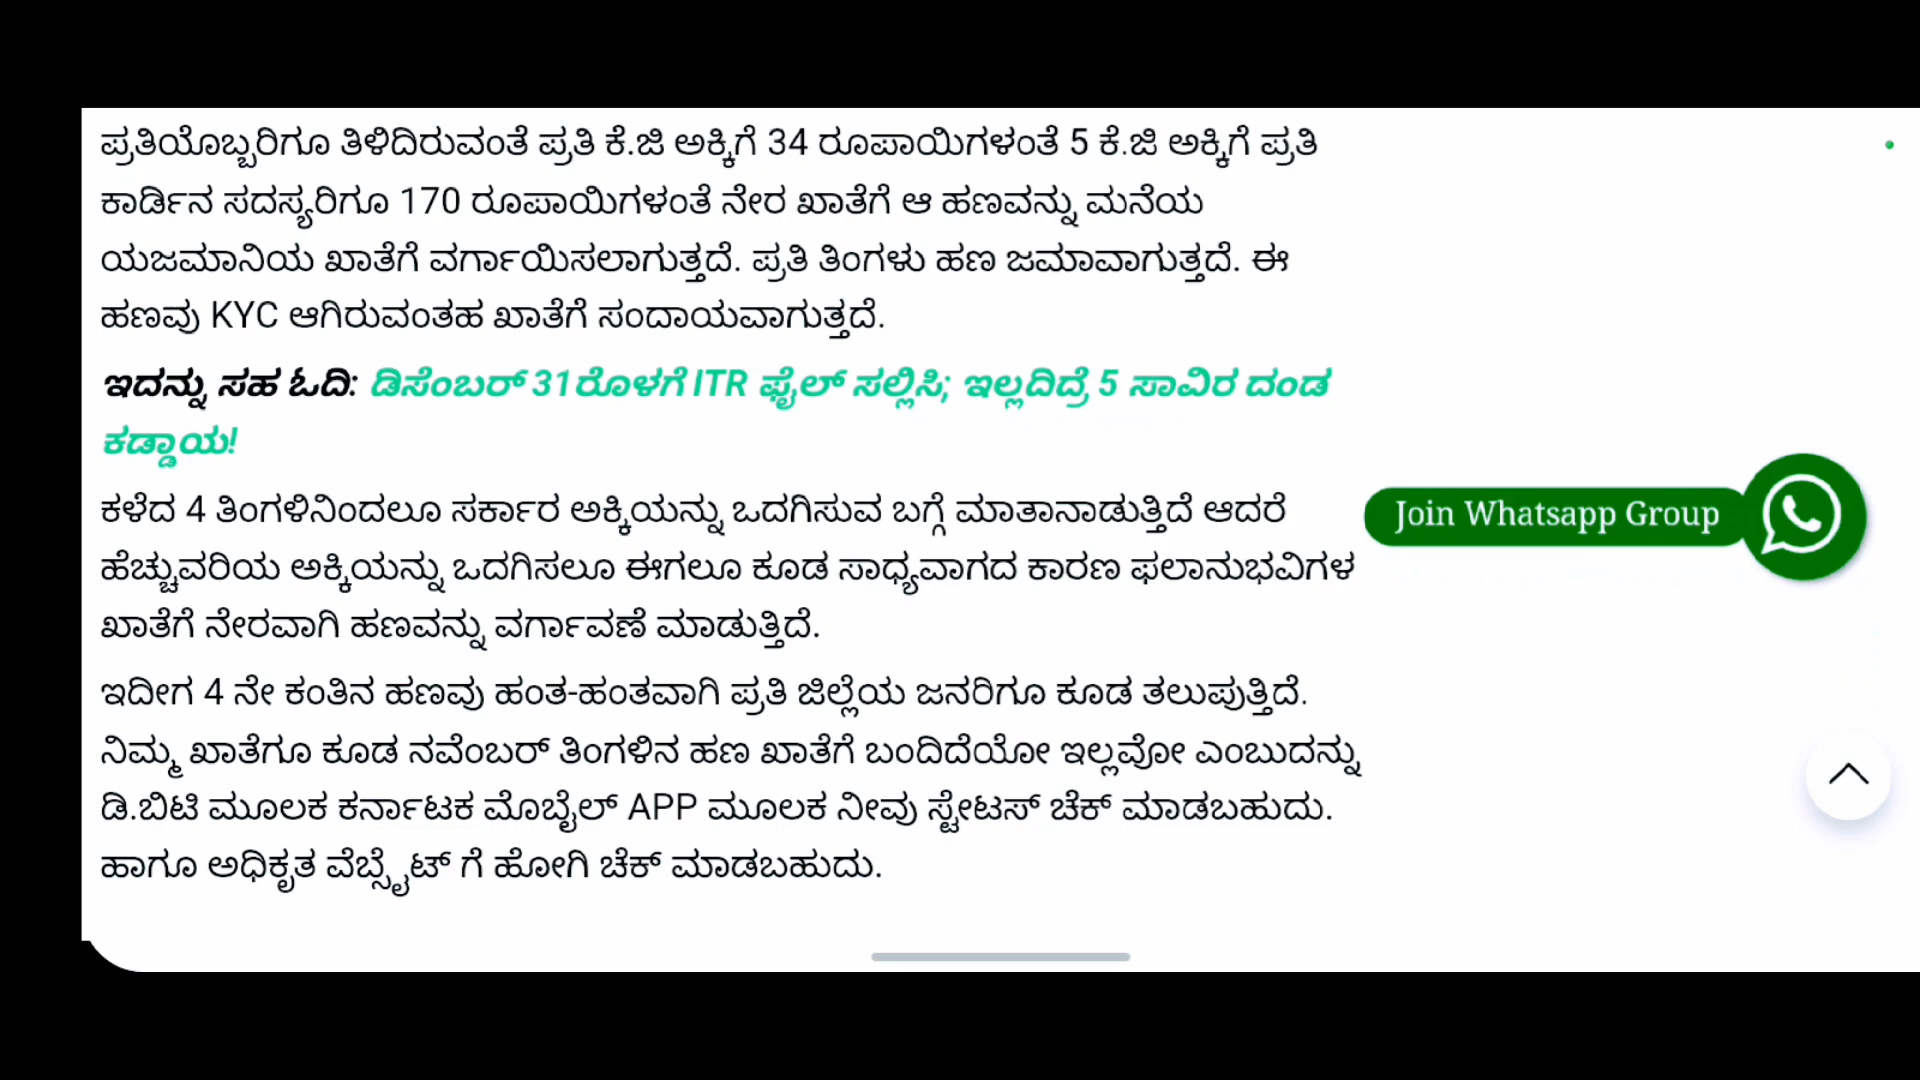 ಪ್ರತಿಯೊಬ್ಬರಿಗೂ ತಿಳಿದಿರುವಂತೆ ಪ್ರತಿ ಕೆ.ಜಿ ಅಕ್ಕಿಗೆ 34 ರೂಪಾಯಿಗಳಂತೆ 5 ಕೆ.ಜಿ ಅಕ್ಕಿಗೆ ಪ್ರತಿ
ಕಾರ್ಡಿನ ಸದಸ್ಯರಿಗೂ 170 ರೂಪಾಯಿಗಳಂತೆ ನೇರ ಖಾತೆಗೆ ಆ ಹಣವನ್ನು ಮನೆಯ
ಯಜಮಾನಿಯ ಖಾತೆಗೆ ವರ್ಗಾಯಿಸಲಾಗುತ್ತದೆ. ಪ್ರತಿ ತಿಂಗಳು ಹಣ ಜಮಾವಾಗುತ್ತದೆ. ಈ
ಹಣವು KYC ಆಗಿರುವಂತಹ ಖಾತೆಗೆ ಸಂದಾಯವಾಗುತ್ತದೆ.
ಇದನ್ನು ಸಹ ಓದಿ: ಡಿಸೆಂಬರ್ 31ರೊಳಗೆ ITR ಫೈಲ್ ಸಲ್ಲಿಸಿ; ಇಲ್ಲದಿದ್ರೆ 5 ಸಾವಿರ ದಂಡ
ಕಡ್ಡಾಯ!
ಕಳೆದ 4 ತಿಂಗಳಿನಿಂದಲೂ ಸರ್ಕಾರ ಅಕ್ಕಿಯನ್ನು ಒದಗಿಸುವ ಬಗ್ಗೆ ಮಾತಾನಾಡುತ್ತಿದೆ ಆದರೆ
ಹೆಚ್ಚುವರಿಯ ಅಕ್ಕಿಯನ್ನು ಒದಗಿಸಲೂ ಈಗಲೂ ಕೂಡ ಸಾಧ್ಯವಾಗದ ಕಾರಣ ಫಲಾನುಭವಿಗಳ
ಖಾತೆಗೆ ನೇರವಾಗಿ ಹಣವನ್ನು ವರ್ಗಾವಣೆ ಮಾಡುತ್ತಿದೆ.
ಇದೀಗ 4 ನೇ ಕಂತಿನ ಹಣವು ಹಂತ-ಹಂತವಾಗಿ ಪ್ರತಿ ಜಿಲ್ಲೆಯ ಜನರಿಗೂ ಕೂಡ ತಲುಪುತ್ತಿದೆ.
ನಿಮ್ಮ ಖಾತೆಗೂ ಕೂಡ ನವೆಂಬರ್ ತಿಂಗಳಿನ ಹಣ ಖಾತೆಗೆ ಬಂದಿದೆಯೋ ಇಲ್ಲವೋ ಎಂಬುದನ್ನು
ಡಿ.ಬಿಟಿ ಮೂಲಕ ಕರ್ನಾಟಕ ಮೊಬೈಲ್ APP ಮೂಲಕ ನೀವು ಸ್ಟೇಟಸ್ ಚೆಕ್ ಮಾಡಬಹುದು.
ಹಾಗೂ ಅಧಿಕೃತ ವೆಬ್ಸೈಟ್ ಗೆ ಹೋಗಿ ಚೆಕ್ ಮಾಡಬಹುದು.
Join Whatsapp Group